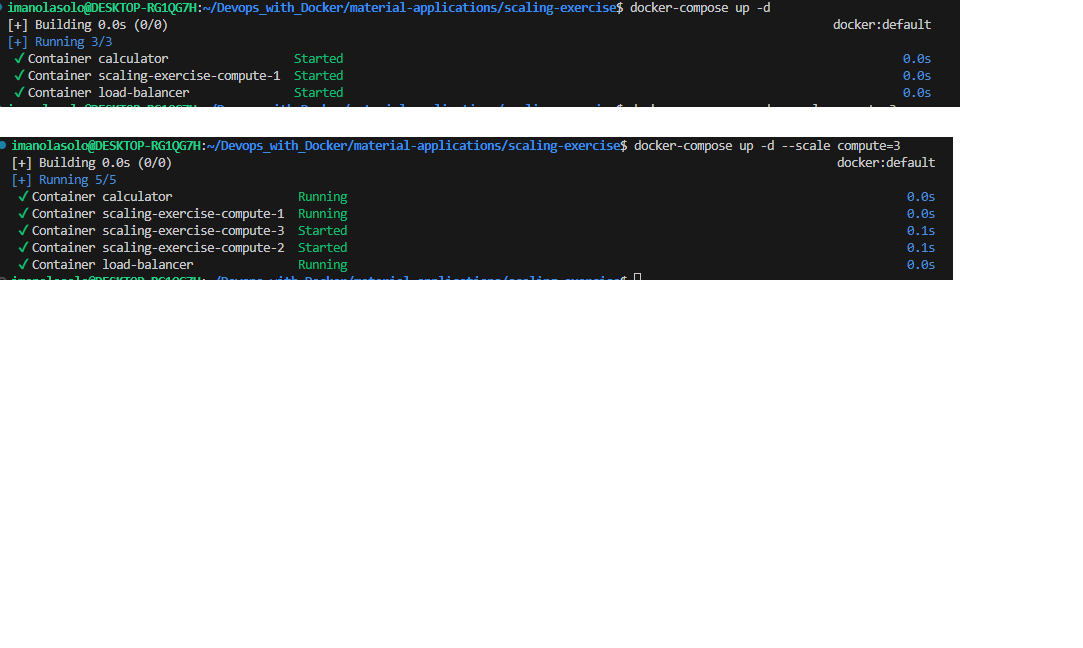 imanolasolo@DESKTOP-RG1QG7H:~/Devops_with_Docker/material-applications/scaling-exercise$ docker-compose up -d
[+] Building 0.0s (0/0) docker:default
[+] Running 3/3
✓ Container calculator Started 0.0s
✓ Container scaling-exercise-compute-1 Started 0.0s
✓ Container load-balancer Started 0.0s
imanolasolo@DESKTOP-RG1QG7H:~/Devops_with_Docker/material-applications/scaling-exercise$ docker-compose up -d --scale compute=3
[+] Building 0.0s (0/0) docker:default
[+] Running 5/5
✓ Container calculator Running 0.0s
✓ Container scaling-exercise-compute-1 Running 0.0s
✓ Container scaling-exercise-compute-3 Started 0.1s
✓ Container scaling-exercise-compute-2 Started 0.1s
✓ Container load-balancer Running 0.0s